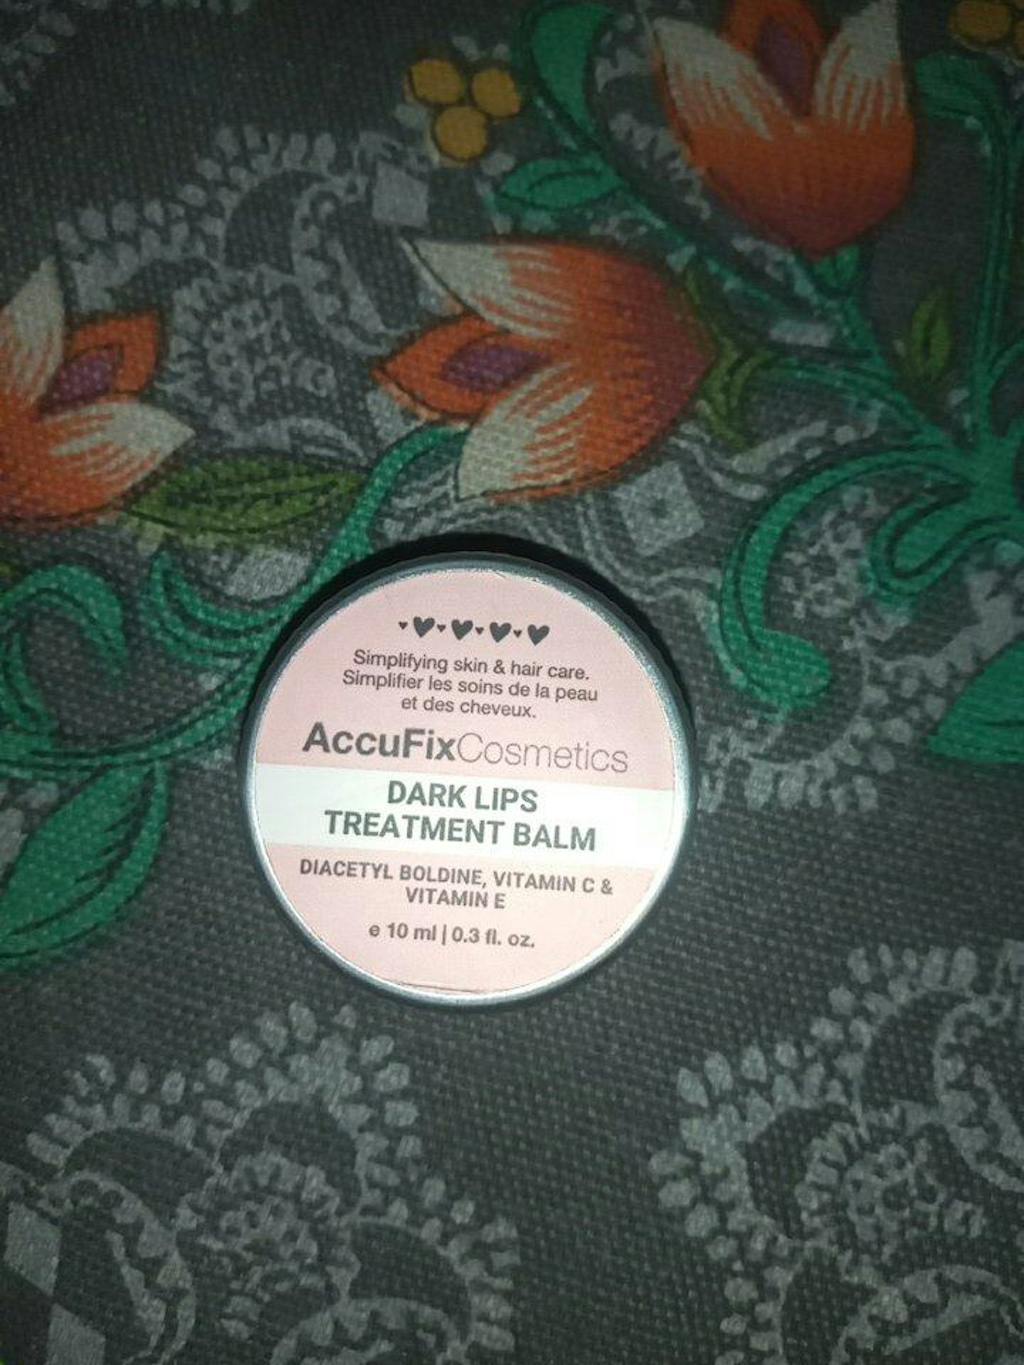 Simplifying skin & hair care.
Simplifier les soins de la peau
et des cheveux.
AccuFixCosmetics
DARK LIPS
TREATMENT BALM
DIACETYL BOLDINE, VITAMIN C &
VITAMIN E
e 10 ml | 0.3 fl. oz.